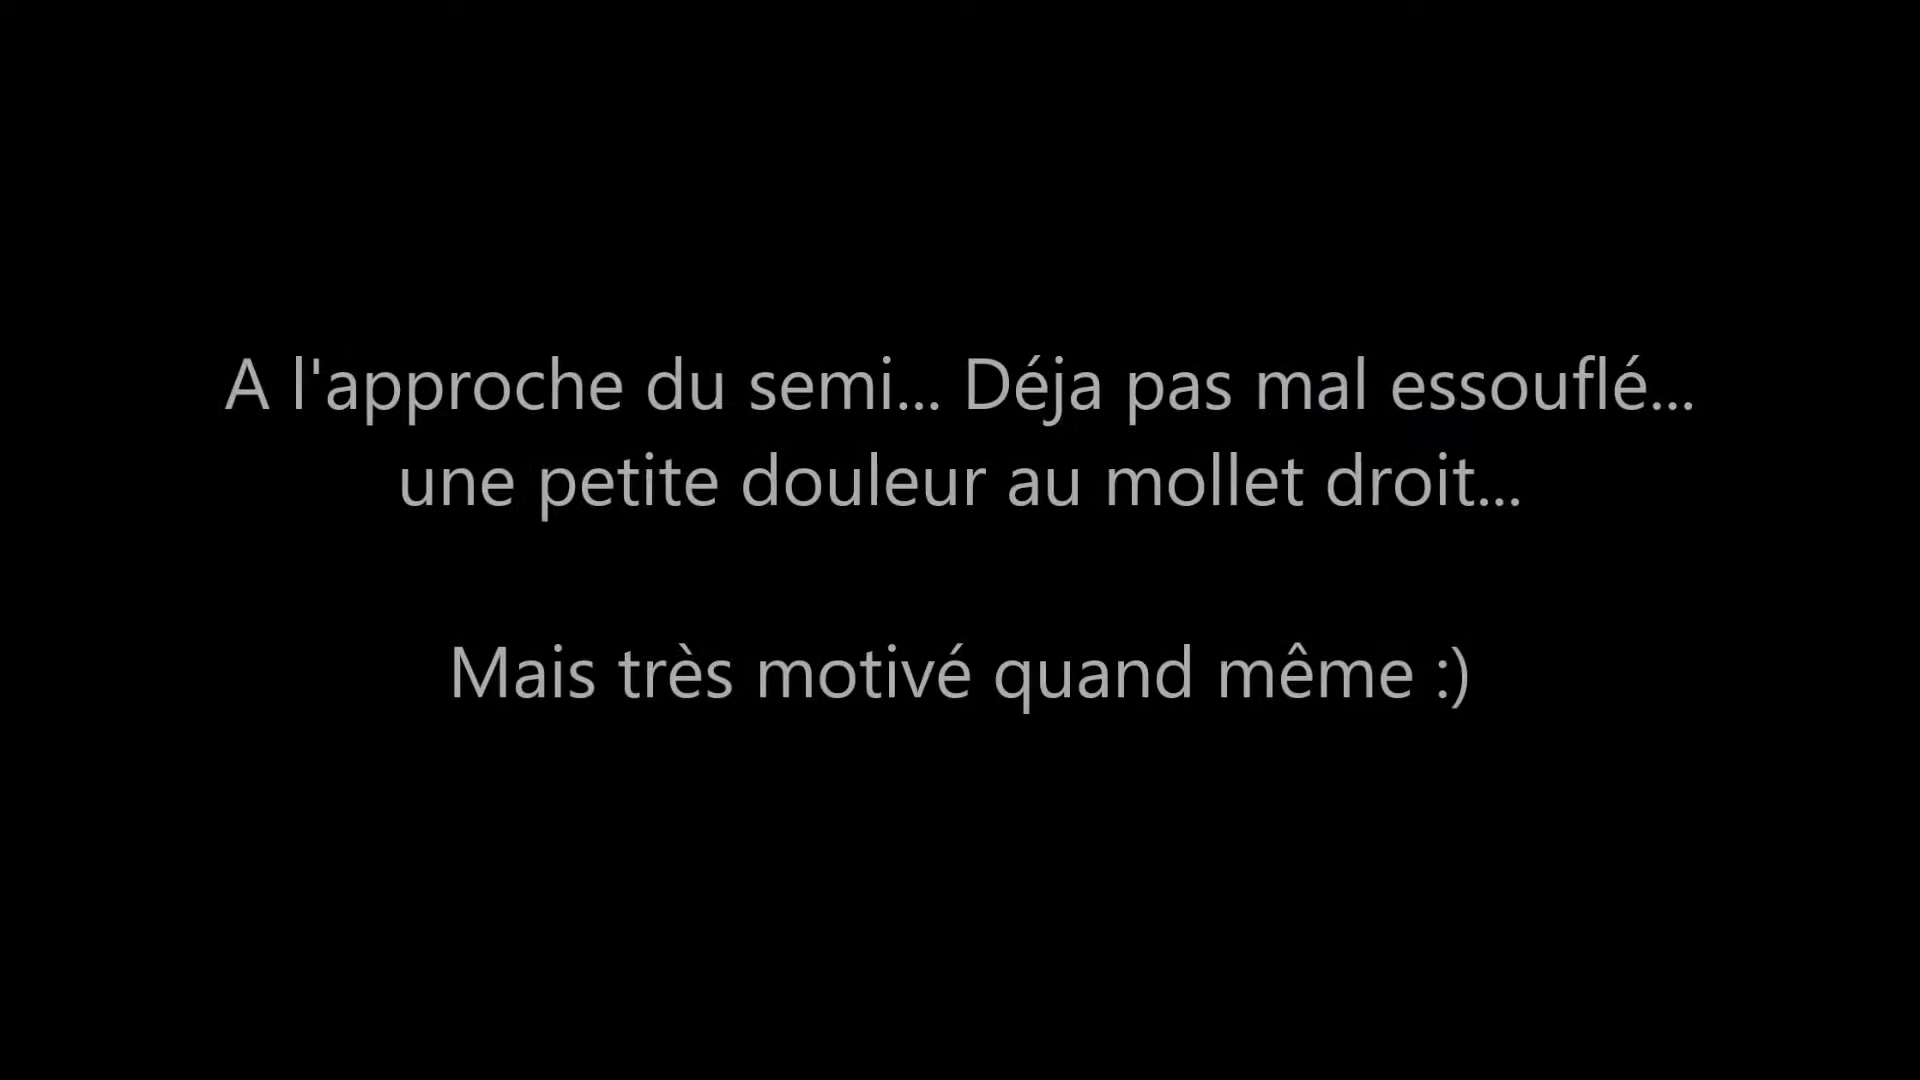 A l'approche du semi... Déja pas mal essouflé...
une petite douleur au mollet droit...
Mais très motivé quand même :)